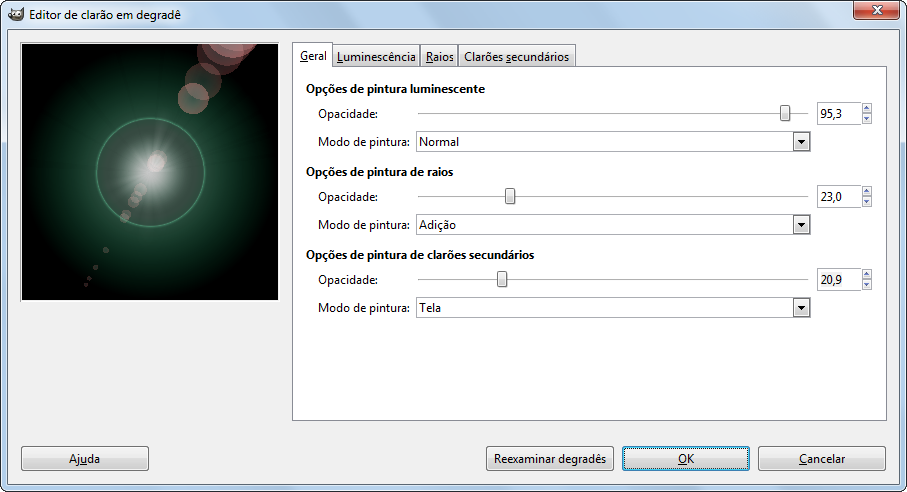 Editor de clarão em degradê
Geral Luminescência Raios Clarões secundários
Opções de pintura luminescente
Opacidade: 95,3
Modo de pintura: Normal
Opções de pintura de raios
Opacidade: 23,0
Modo de pintura: Adição
Opções de pintura de clarões secundários
Opacidade: 20,9
Modo de pintura: Tela
Ajuda Reexaminar degradês OK Cancelar